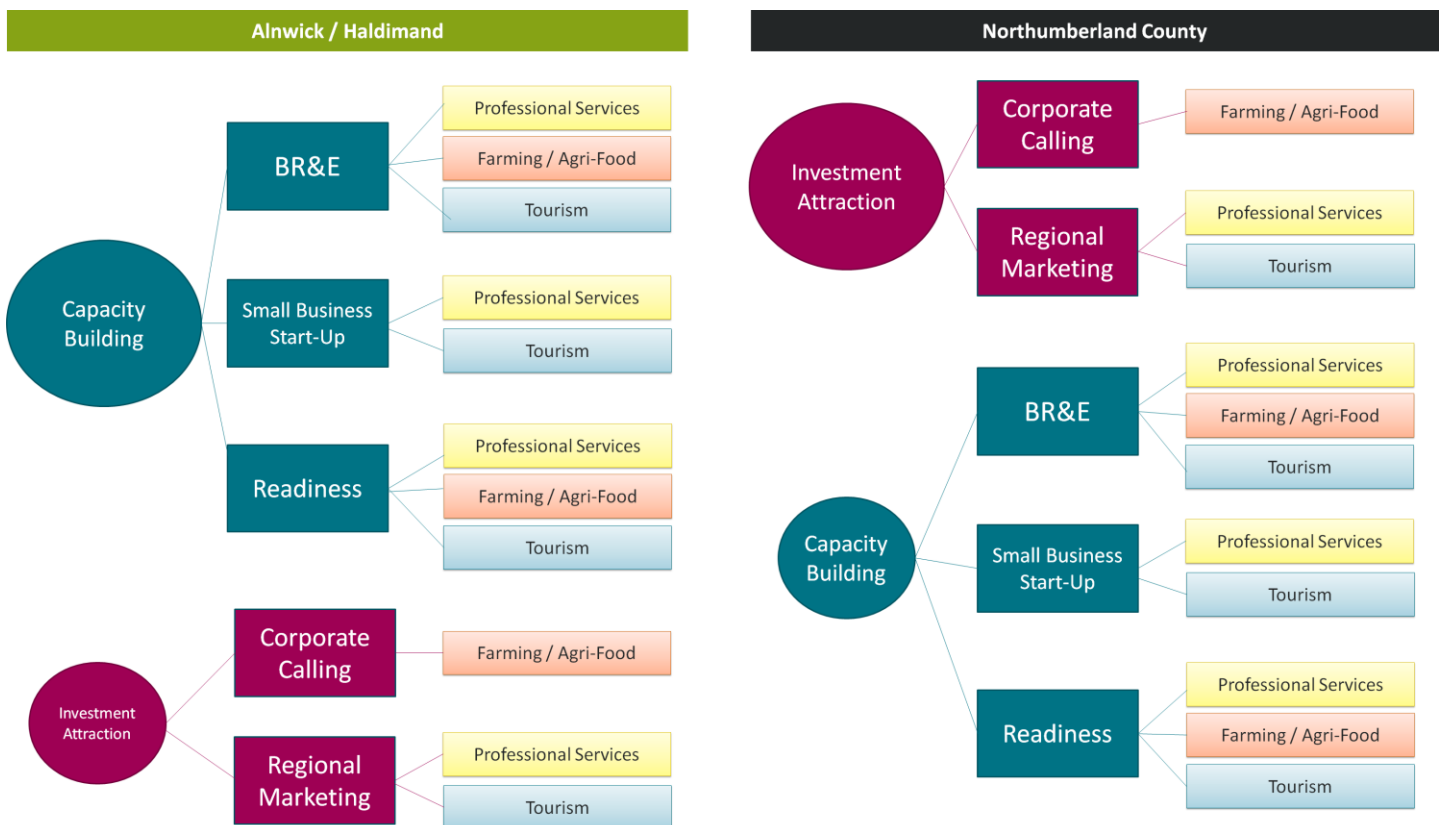 Alnwick / Haldimand
Capacity
Building
BR&E
Professional Services
Farming / Agri-Food
Tourism
Small Business
Start-Up
Professional Services
Tourism
Readiness
Professional Services
Farming / Agri-Food
Tourism
Investment
Attraction
Corporate
Calling
Farming / Agri-Food
Regional
Marketing
Professional Services
Tourism
Northumberland County
Investment
Attraction
Corporate
Calling
Farming / Agri-Food
Regional
Marketing
Professional Services
Tourism
Capacity
Building
BR&E
Professional Services
Farming / Agri-Food
Tourism
Small Business
Start-Up
Professional Services
Tourism
Readiness
Professional Services
Farming / Agri-Food
Tourism